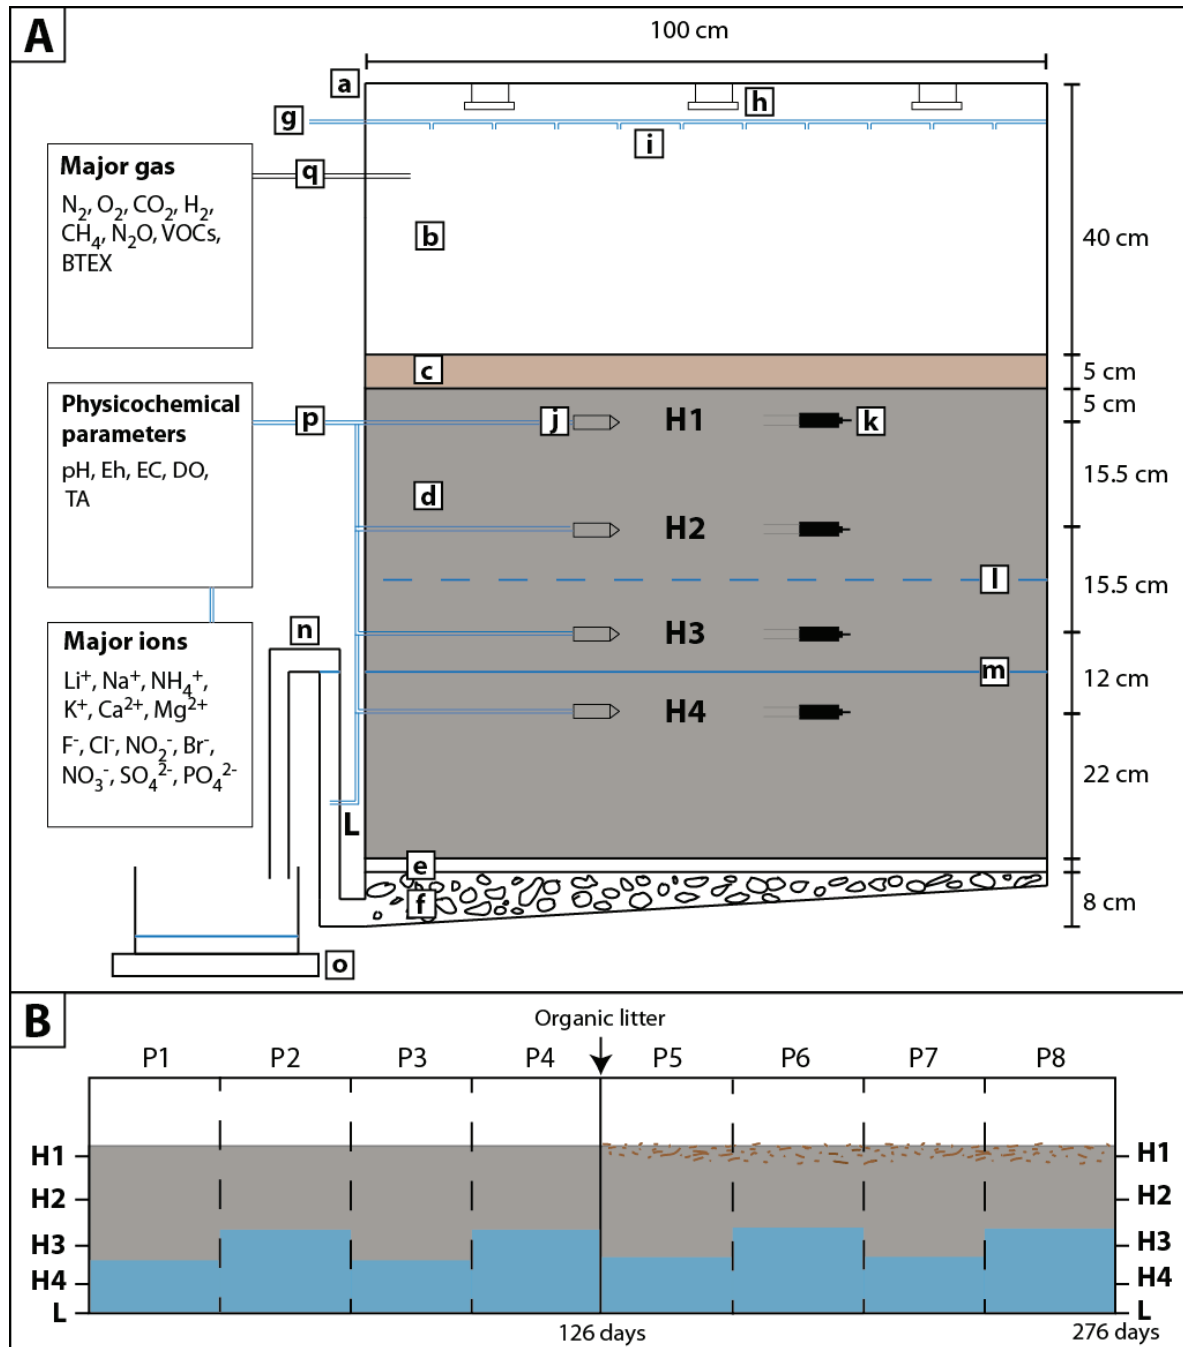 A
100 cm
a
h
g
i
Major gas
N₂, O₂, CO₂, H₂,
CH₄, N₂O, VOCs,
BTEX
q
b
40 cm
c
5 cm
5 cm
Physicochemical
parameters
pH, Eh, EC, DO,
TA
p
j
H1
k
15.5 cm
d
H2
l
15.5 cm
Major ions
Li⁺, Na⁺, NH₄⁺,
K⁺, Ca²⁺, Mg²⁺
F⁻, Cl⁻, NO₂⁻, Br⁻,
NO₃⁻, SO₄²⁻, PO₄²⁻
n
H3
m
12 cm
H4
22 cm
L
e
f
8 cm
o
B
Organic litter
P1 P2 P3 P4 P5 P6 P7 P8
H1 H1
H2 H2
H3 H3
H4 H4
L L
126 days 276 days